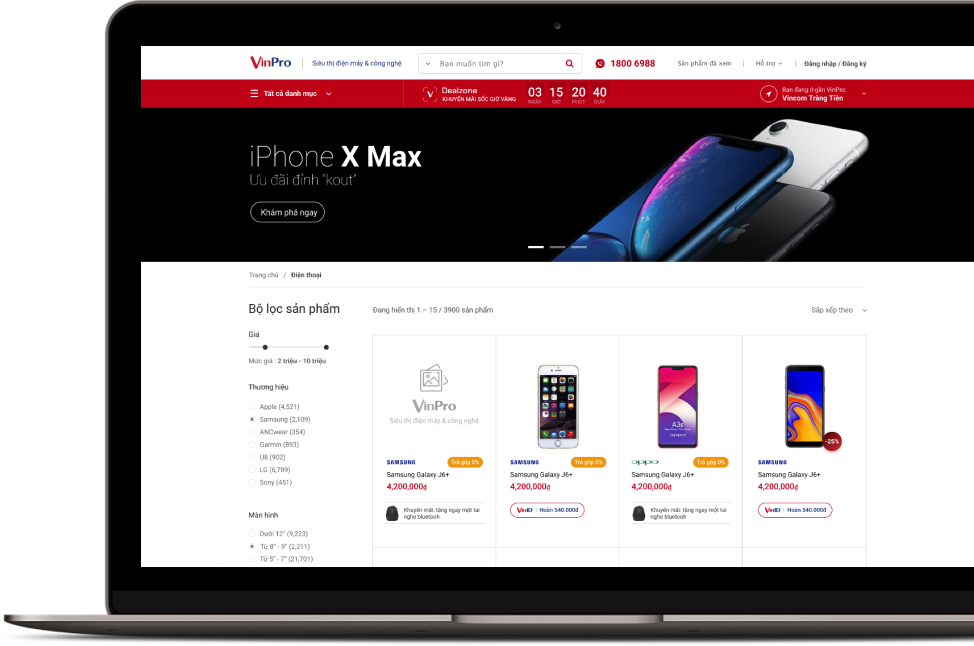 VinPro
Siêu thị điện máy & công nghệ
Bạn muốn tìm gì?
1800 6988
Sản phẩm đã xem
Hỗ trợ
Đăng nhập / Đăng ký
Tất cả danh mục
V
Dealzone
KHUYẾN MÃI SỐC GIỜ VÀNG
03 15 20 40
NGÀY GIỜ PHÚT GIÂY
Bạn đang ở gần VinPro:
Vincom Tràng Tiền
iPhone X Max
Ưu đãi đỉnh "kout"
Khám phá ngay
Trang chủ / Điện thoại
Bộ lọc sản phẩm
Đang hiển thị 1 – 15 / 3900 sản phẩm
Sắp xếp theo
Giá
Mức giá : 2 triệu - 10 triệu
Thương hiệu
Apple (4,521)
Samsung (2,109)
ANCwear (354)
Garmin (893)
U8 (902)
LG (6,789)
Sony (451)
Màn hình
Dưới 12" (9,223)
Từ 8" - 9" (2,211)
Từ 5" - 7" (21,701)
VinPro
Siêu thị điện máy & công nghệ
SAMSUNG
Trả góp 0%
Samsung Galaxy J6+
4,200,000₫
Khuyến mãi: tặng ngay một tai
nghe bluetooh
SAMSUNG
Trả góp 0%
Samsung Galaxy J6+
4,200,000₫
VinID | Hoàn 540.000đ
A3s
oppo
Trả góp 0%
Samsung Galaxy J6+
4,200,000₫
Khuyến mãi: tặng ngay một tai
nghe bluetooh
-25%
SAMSUNG
Samsung Galaxy J6+
4,200,000₫
VinID | Hoàn 540.000đ